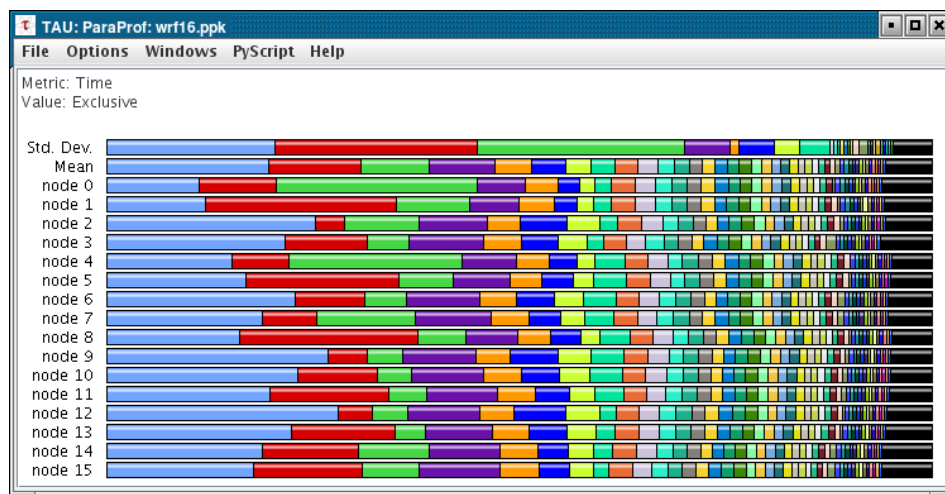 TAU: ParaProf: wrf16.ppk
File Options Windows PyScript Help
Metric: Time
Value: Exclusive
Std. Dev.
Mean
node 0
node 1
node 2
node 3
node 4
node 5
node 6
node 7
node 8
node 9
node 10
node 11
node 12
node 13
node 14
node 15